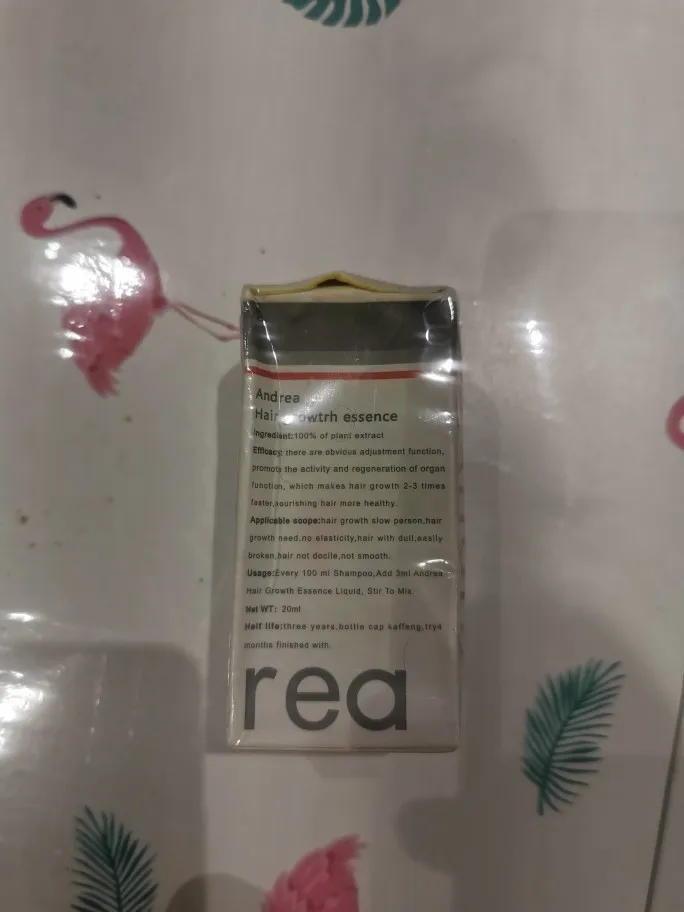 Andrea
Hair Growtrh essence
Ingredient:100% of plant extract
Efficacy: there are obvious adjustment function,
promote the activity and regeneration of organ
function, which makes hair growth 2-3 times
faster,nourishing hair more healthy.
Applicable scope:hair growth slow person,hair
growth need,no elasticity,hair with dull,easily
broken,hair not docile,not smooth.
Usage:Every 100 ml Shampoo,Add 3ml Andrea
Hair Growth Essence Liquid, Stir To Mix.
Net WT: 20ml
Half life:three years,bottle cap kaffeng,try4
months finished with.
rea